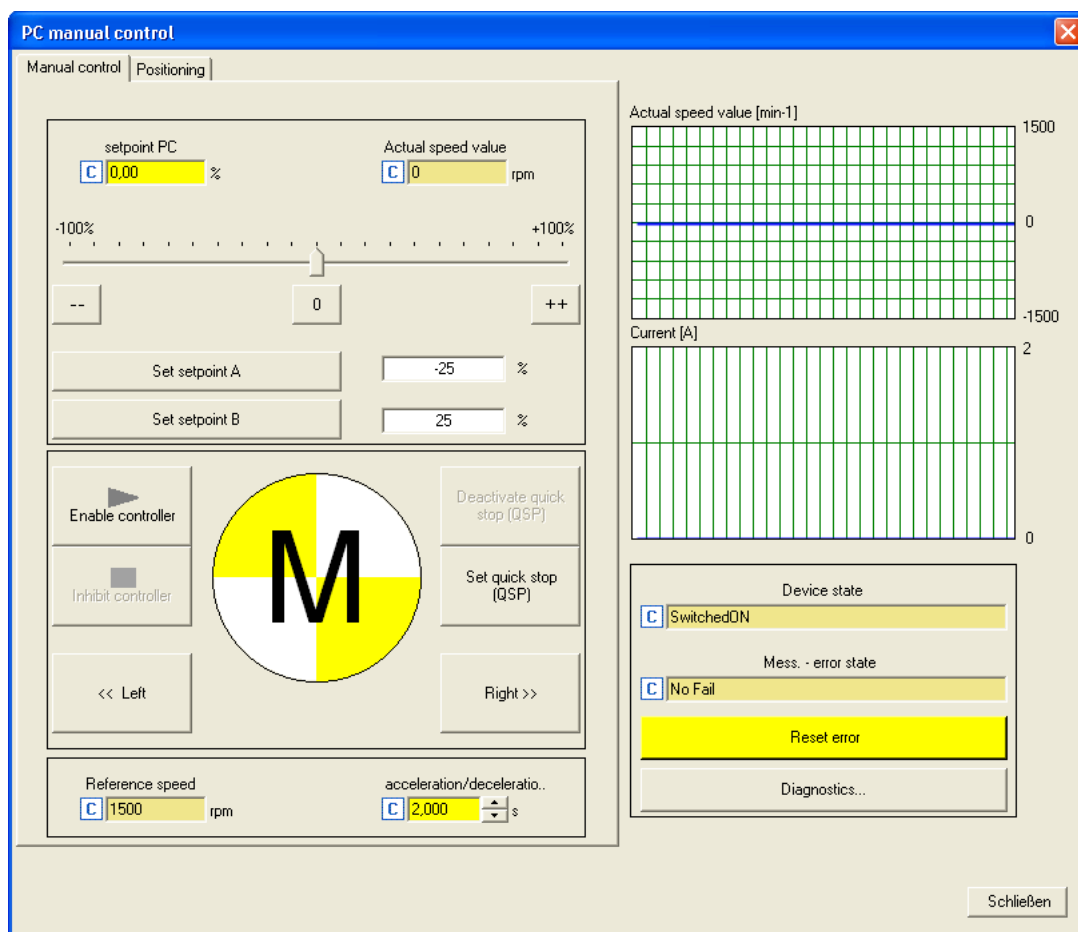 PC manual control
Manual control
Positioning
setpoint PC
C 0,00 %
Actual speed value
C 0 rpm
-100%
+100%
--
0
++
Set setpoint A
-25 %
Set setpoint B
25 %
Enable controller
Inhibit controller
<< Left
M
Deactivate quick
stop (QSP)
Set quick stop
(QSP)
Right >>
Reference speed
C 1500 rpm
acceleration/deceleratio..
C 2,000 s
Actual speed value [min-1]
1500
0
-1500
Current [A]
2
0
Device state
C SwitchedON
Mess. - error state
C No Fail
Reset error
Diagnostics...
Schließen